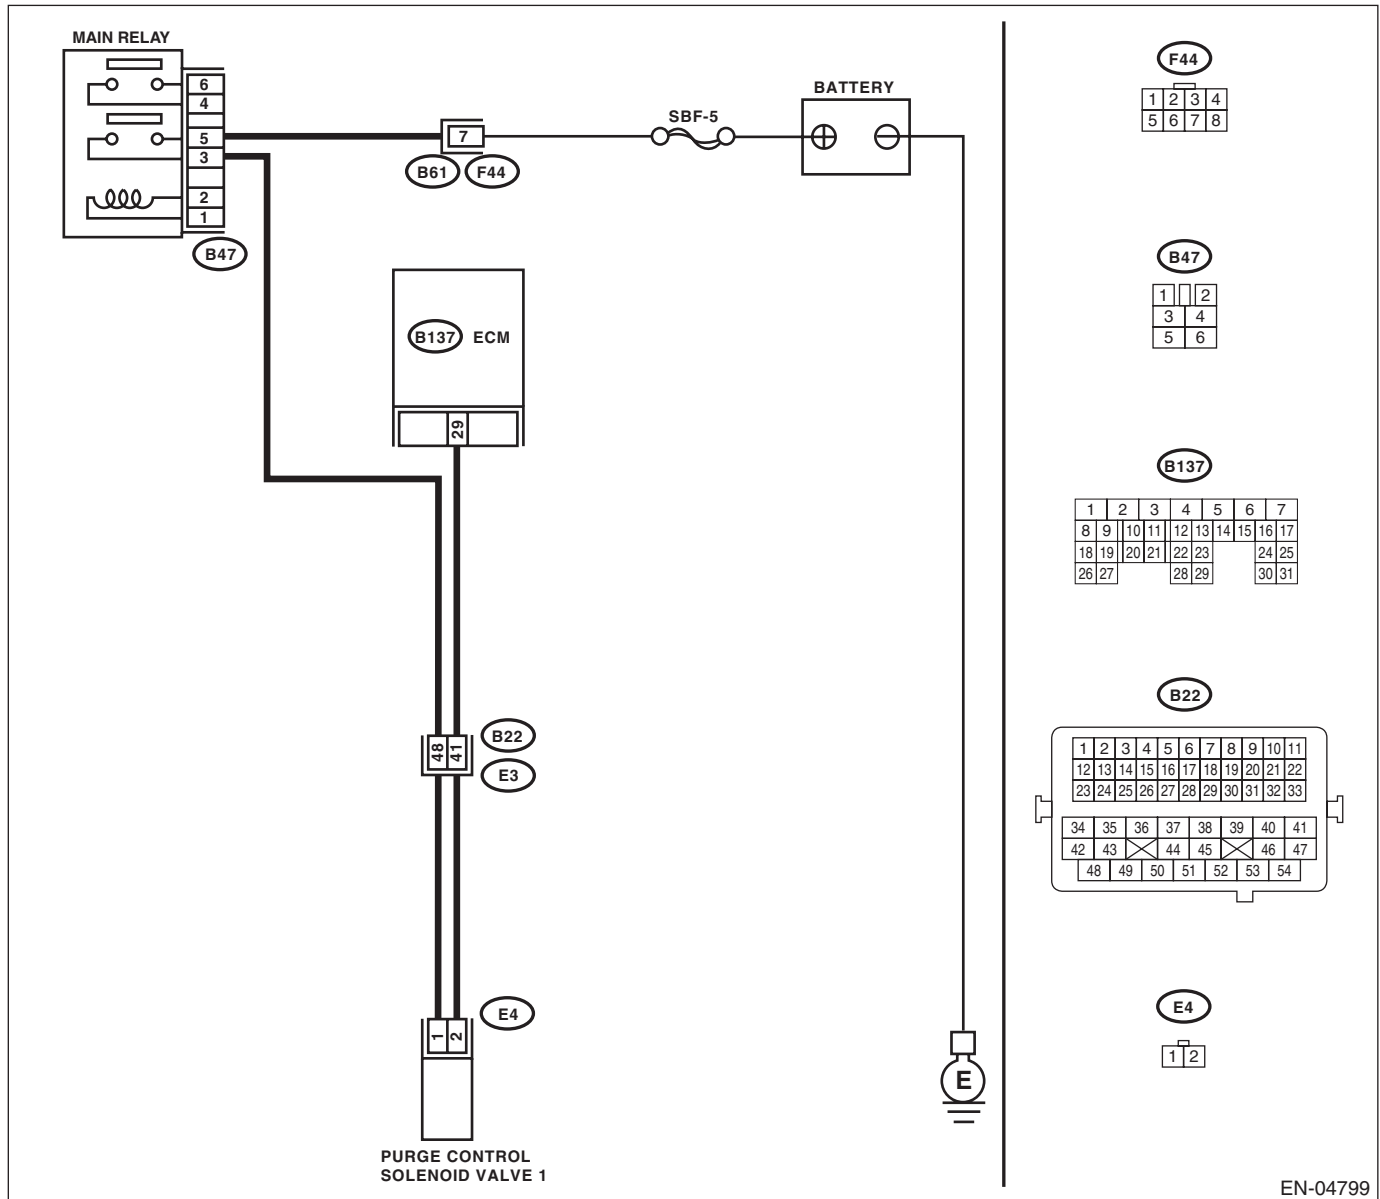 MAIN RELAY
6
4
5
3
2
1
B47
7
B61 F44
SBF-5
BATTERY
B137 ECM
29
48 41
B22
E3
1 2
E4
PURGE CONTROL
SOLENOID VALVE 1
E
F44
1 2 3 4
5 6 7 8
B47
1 2
3 4
5 6
B137
1 2 3 4 5 6 7
8 9 10 11 12 13 14 15 16 17
18 19 20 21 22 23 24 25
26 27 28 29 30 31
B22
1 2 3 4 5 6 7 8 9 10 11
12 13 14 15 16 17 18 19 20 21 22
23 24 25 26 27 28 29 30 31 32 33
34 35 36 37 38 39 40 41
42 43 44 45 46 47
48 49 50 51 52 53 54
E4
1 2
EN-04799